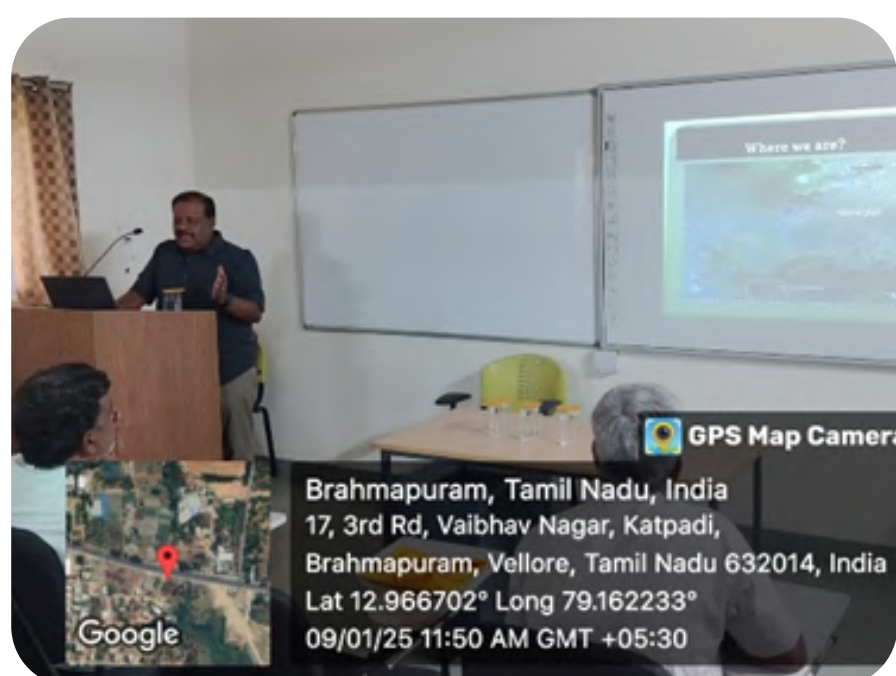 Where we are?
GPS Map Camera
Brahmapuram, Tamil Nadu, India
17, 3rd Rd, Vaibhav Nagar, Katpadi,
Brahmapuram, Vellore, Tamil Nadu 632014, India
Lat 12.966702° Long 79.162233°
09/01/25 11:50 AM GMT +05:30
Google